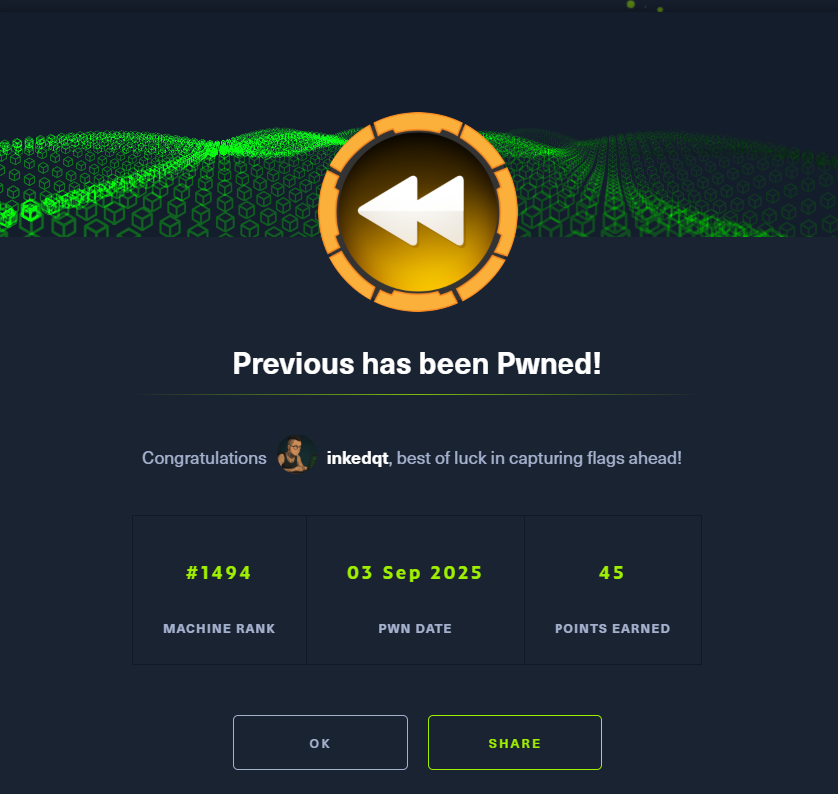 Previous has been Pwned!
Congratulations inkedqt, best of luck in capturing flags ahead!
#1494 03 Sep 2025 45
MACHINE RANK PWN DATE POINTS EARNED
OK SHARE